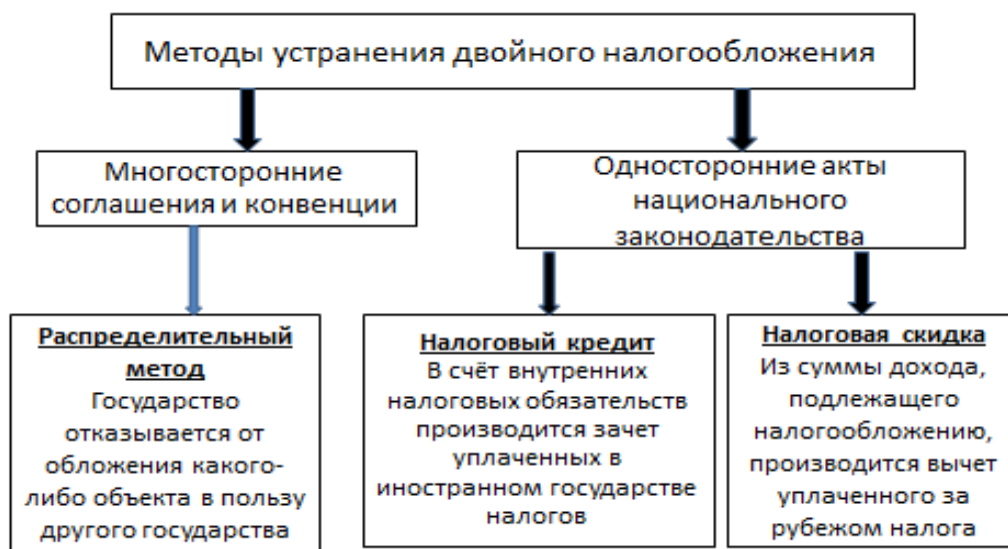 Методы устранения двойного налогообложения
Многосторонние
соглашения и конвенции
Односторонние акты
национального
законодательства
Распределительный
метод
Государство
отказывается от
обложения какого-
либо объекта в пользу
другого государства
Налоговый кредит
В счёт внутренних
налоговых обязательств
производится зачет
уплаченных в
иностранном государстве
налогов
Налоговая скидка
Из суммы дохода,
подлежащего
налогообложению,
производится вычет
уплаченного за
рубежом налога